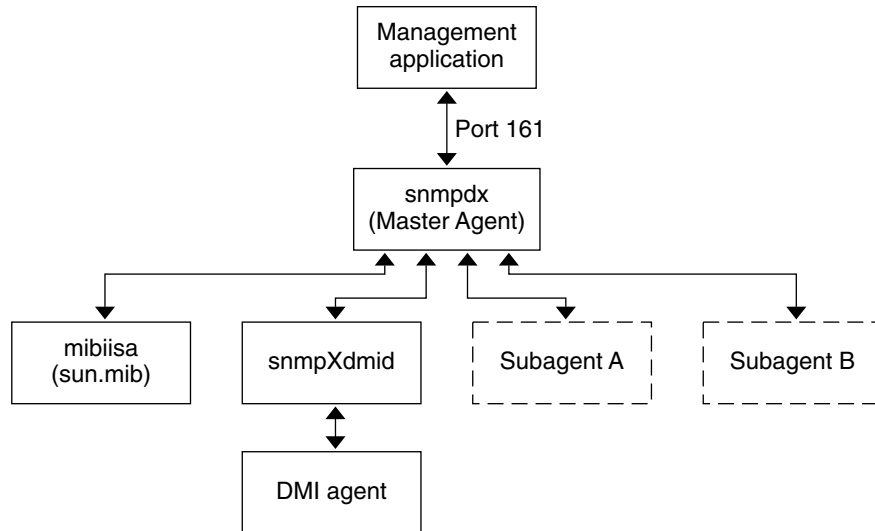 Management
application
Port 161
snmpdx
(Master Agent)
mibiisa
(sun.mib)
snmpXdmid
Subagent A
Subagent B
DMI agent